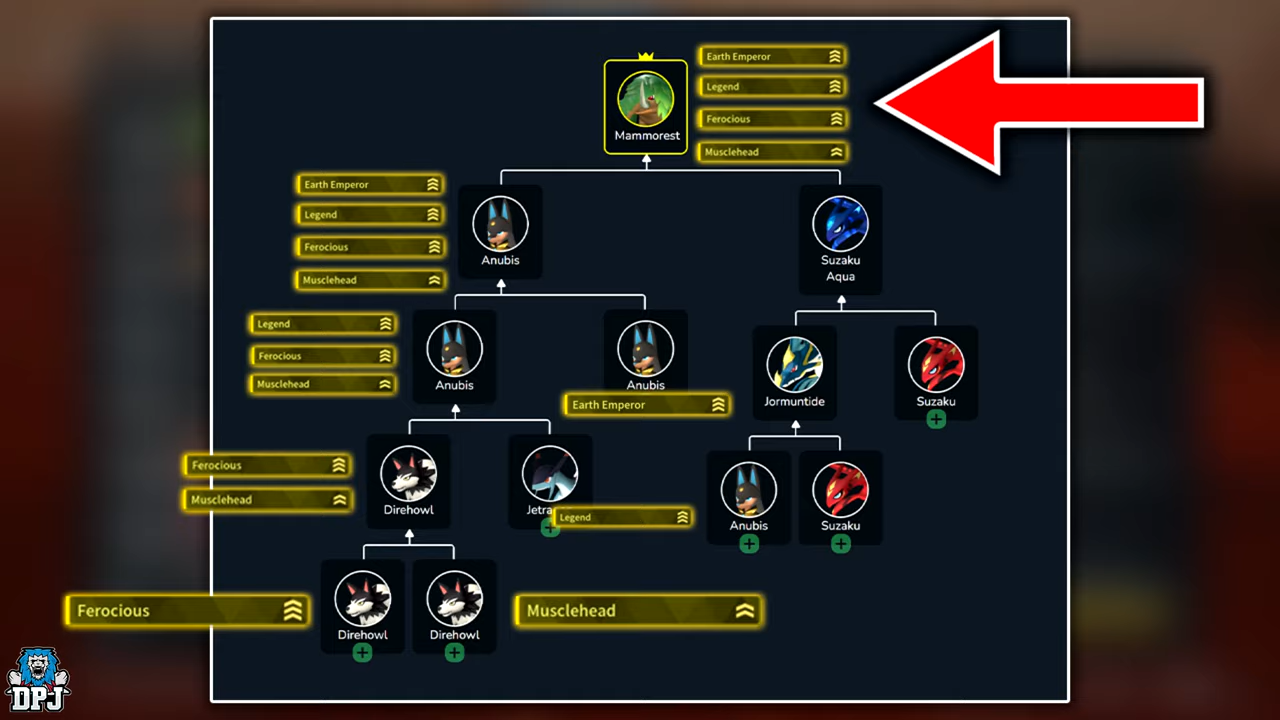 Earth Emperor
Legend
Ferocious
Mammorest
Musclehead
Earth Emperor
Legend
Ferocious
Musclehead
Anubis
Suzaku
Aqua
Legend
Ferocious
Musclehead
Anubis
Anubis
Earth Emperor
Jormuntide
Suzaku
Ferocious
Musclehead
Direhowl
Jetra
Legend
Anubis
Suzaku
Ferocious
Direhowl
Direhowl
Musclehead
DPJ